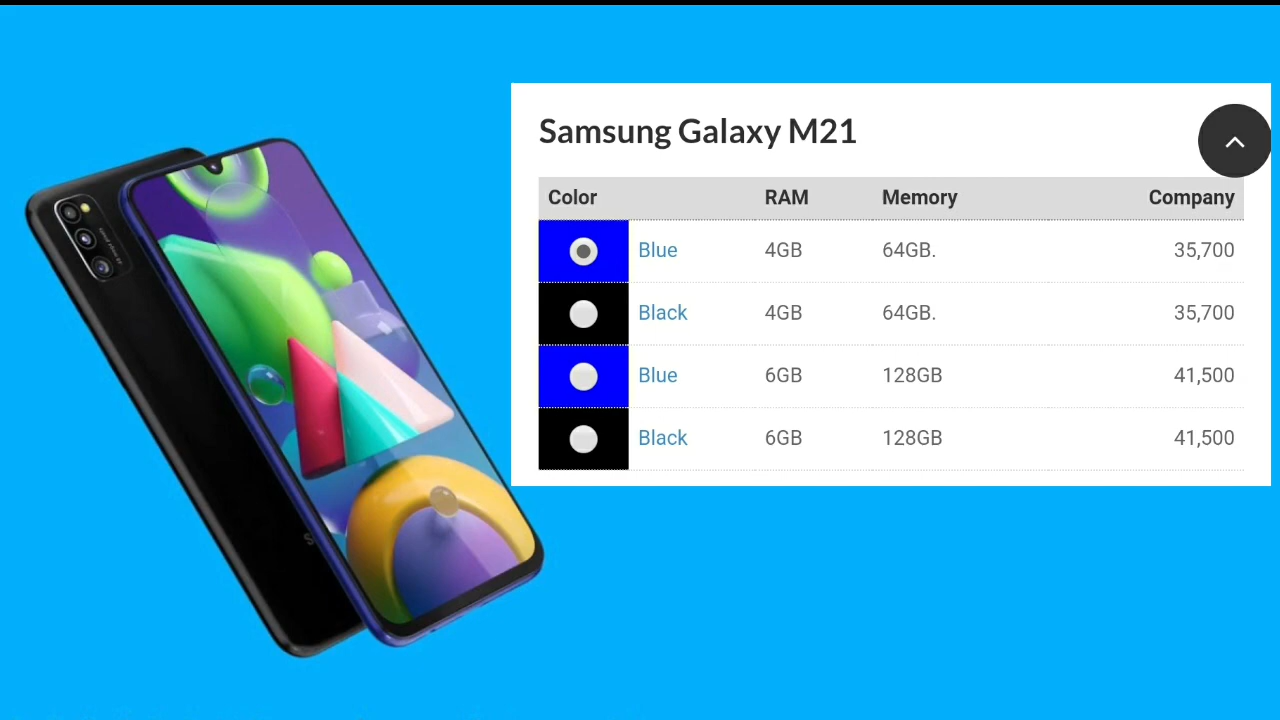 Samsung Galaxy M21
Color RAM Memory Company
Blue 4GB 64GB. 35,700
Black 4GB 64GB. 35,700
Blue 6GB 128GB 41,500
Black 6GB 128GB 41,500